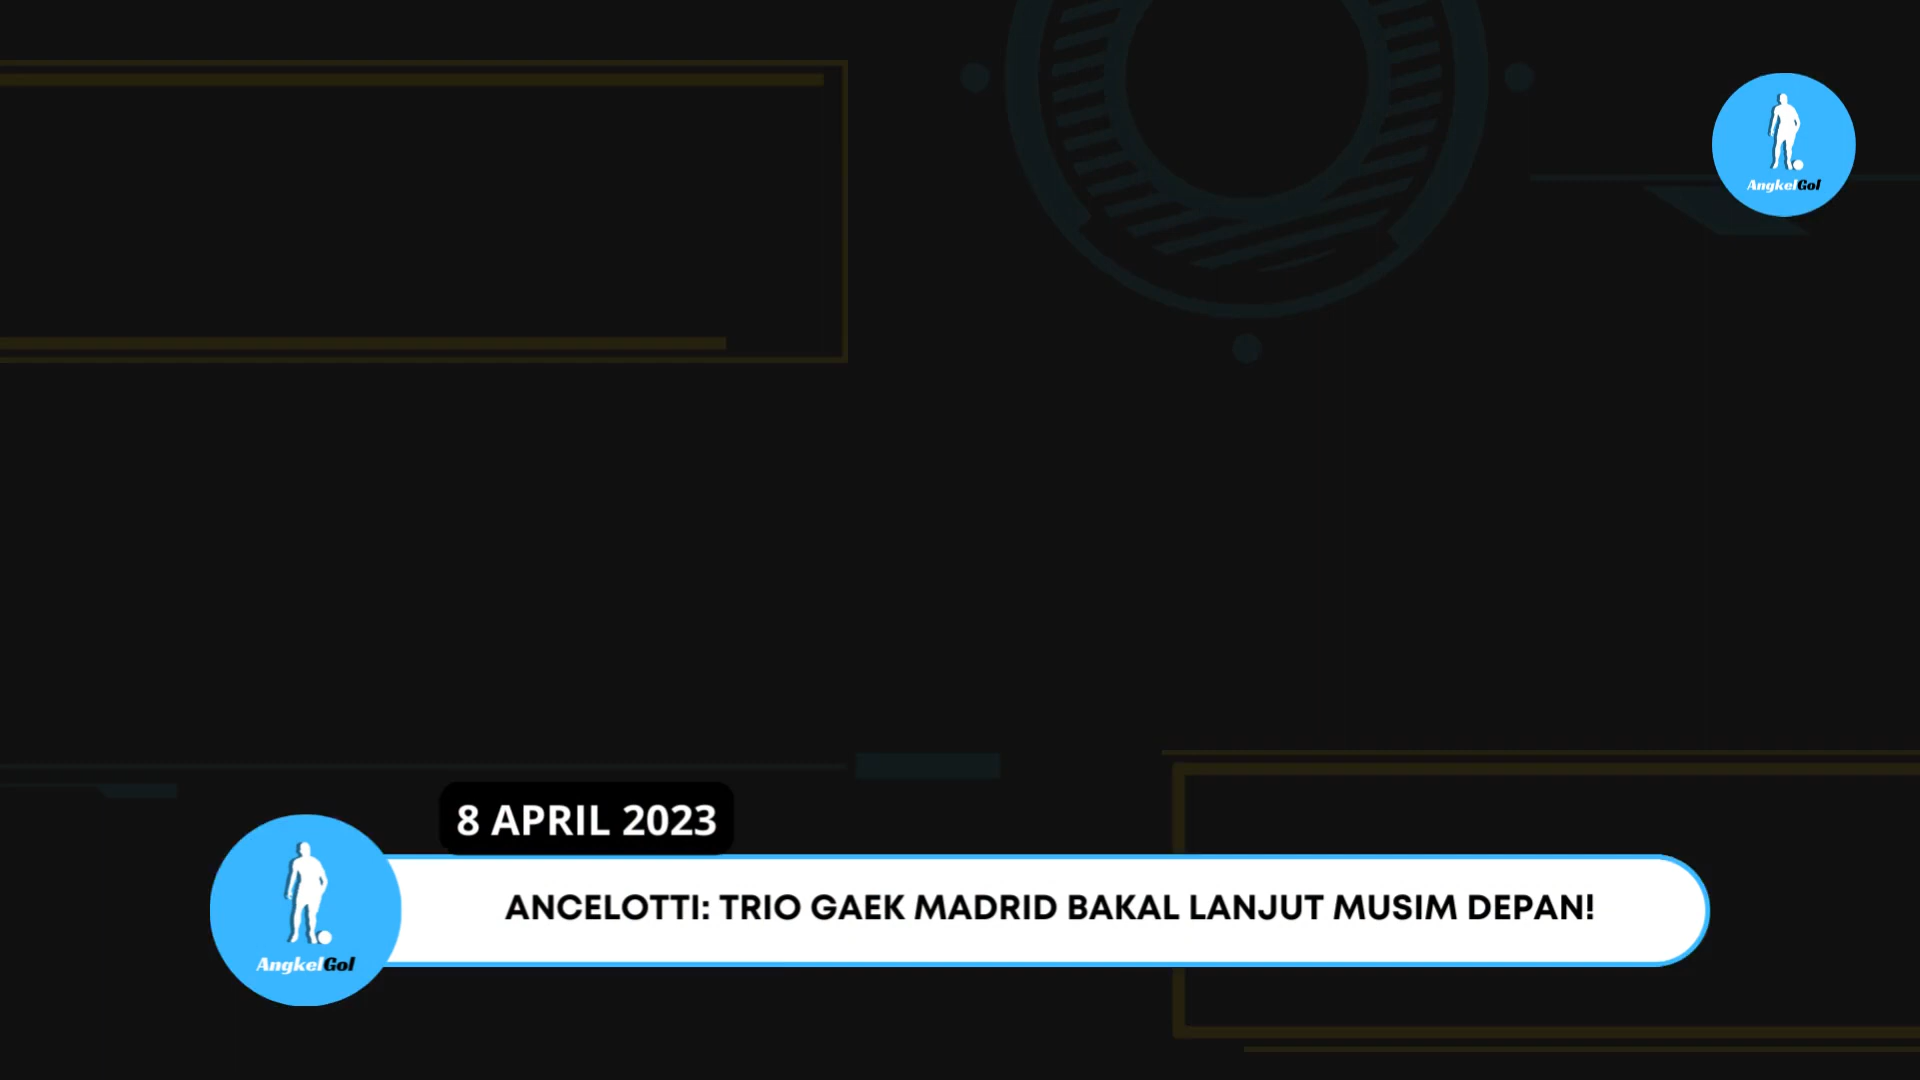 AngkelGol
8 APRIL 2023
ANCELOTTI: TRIO GAEK MADRID BAKAL LANJUT MUSIM DEPAN!
AngkelGol